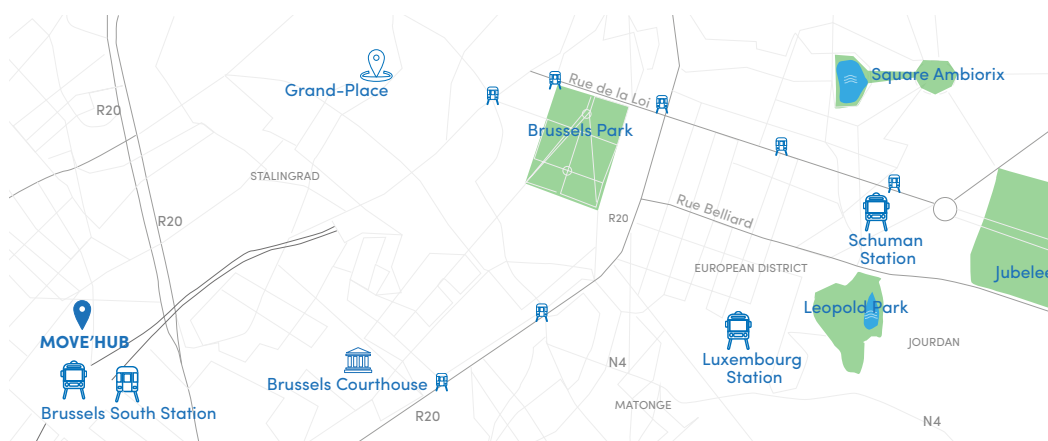 Square Ambiorix
Grand-Place
Rue de la Loi
R20
Brussels Park
STALINGRAD
Rue Belliard
R20
R20
Schuman
Station
EUROPEAN DISTRICT
Jubelee
Leopold Park
MOVE'HUB
JOURDAN
Luxembourg
Station
N4
Brussels Courthouse
MATONGE
Brussels South Station
R20
N4